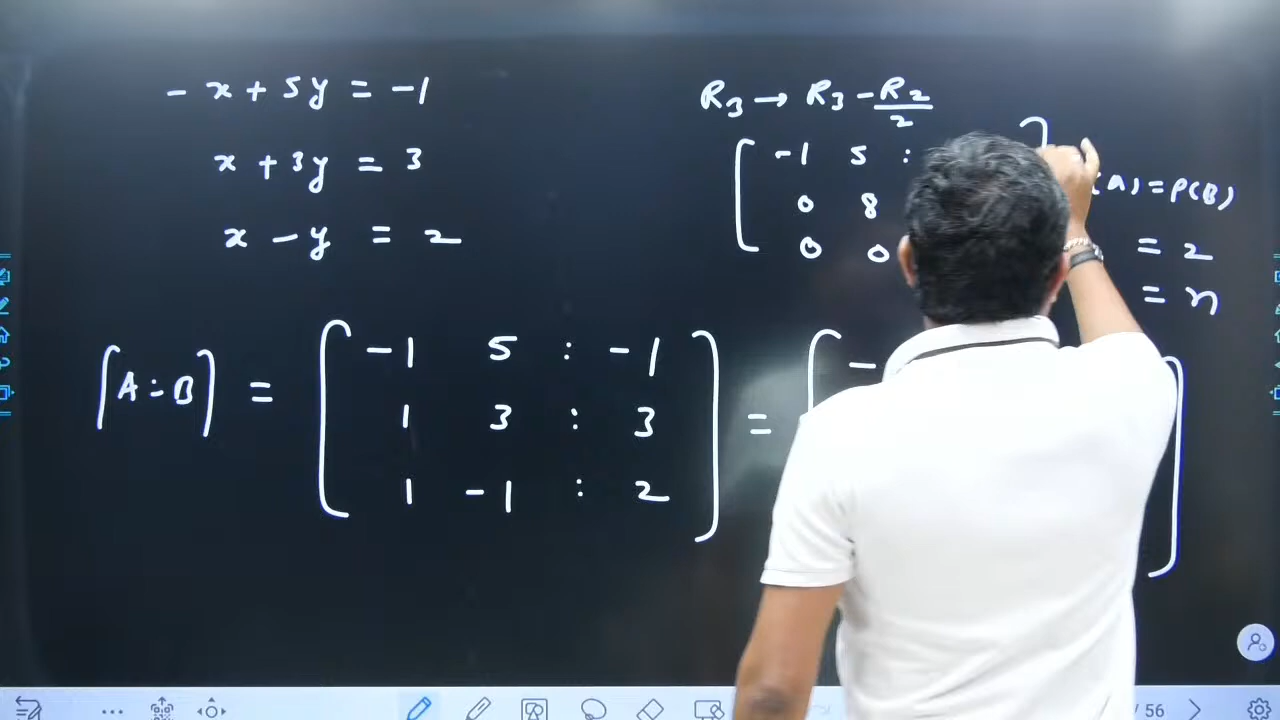 - x + 5y = -1
x + 3y = 3
x - y = 2
R₃ → R₃ - R₂/2
-1 5 :
0 8
0 0
(A) = ρ(B)
= 2
= n
[A : B] = [ -1 5 : -1 = [ -
1 3 : 3
1 -1 : 2 ]
/ 56